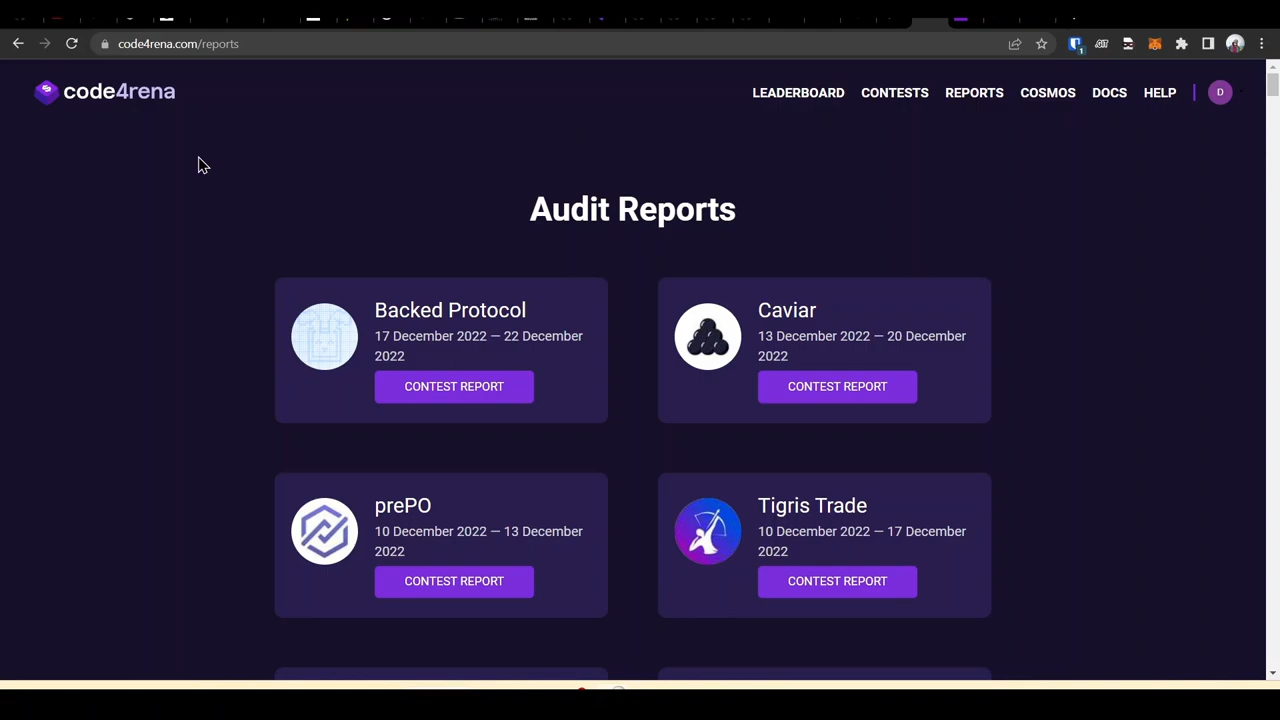 code4rena.com/reports
1
code4rena
LEADERBOARD CONTESTS REPORTS COSMOS DOCS HELP D
Audit Reports
Backed Protocol
17 December 2022 — 22 December
2022
CONTEST REPORT
Caviar
13 December 2022 — 20 December
2022
CONTEST REPORT
prePO
10 December 2022 — 13 December
2022
CONTEST REPORT
Tigris Trade
10 December 2022 — 17 December
2022
CONTEST REPORT